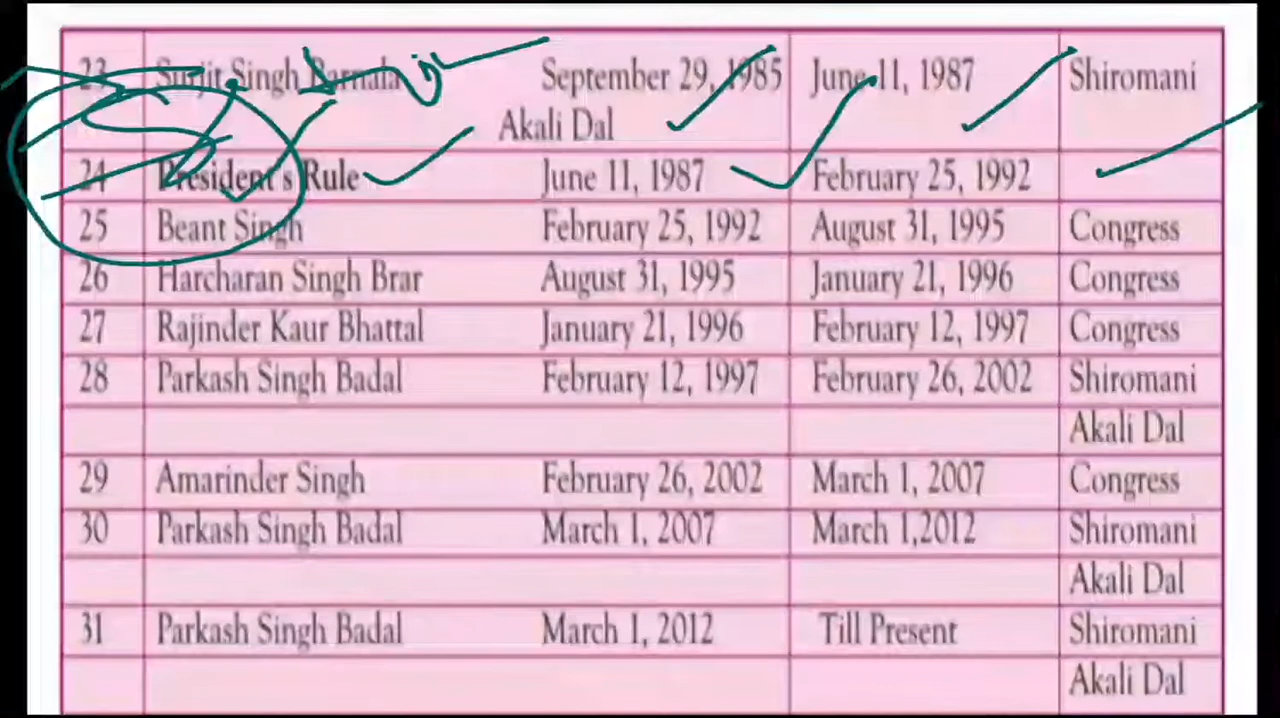 23 Surjit Singh Barnala September 29, 1985 June 11, 1987 Shiromani
Akali Dal
24 President's Rule June 11, 1987 February 25, 1992
25 Beant Singh February 25, 1992 August 31, 1995 Congress
26 Harcharan Singh Brar August 31, 1995 January 21, 1996 Congress
27 Rajinder Kaur Bhattal January 21, 1996 February 12, 1997 Congress
28 Parkash Singh Badal February 12, 1997 February 26, 2002 Shiromani
Akali Dal
29 Amarinder Singh February 26, 2002 March 1, 2007 Congress
30 Parkash Singh Badal March 1, 2007 March 1,2012 Shiromani
Akali Dal
31 Parkash Singh Badal March 1, 2012 Till Present Shiromani
Akali Dal